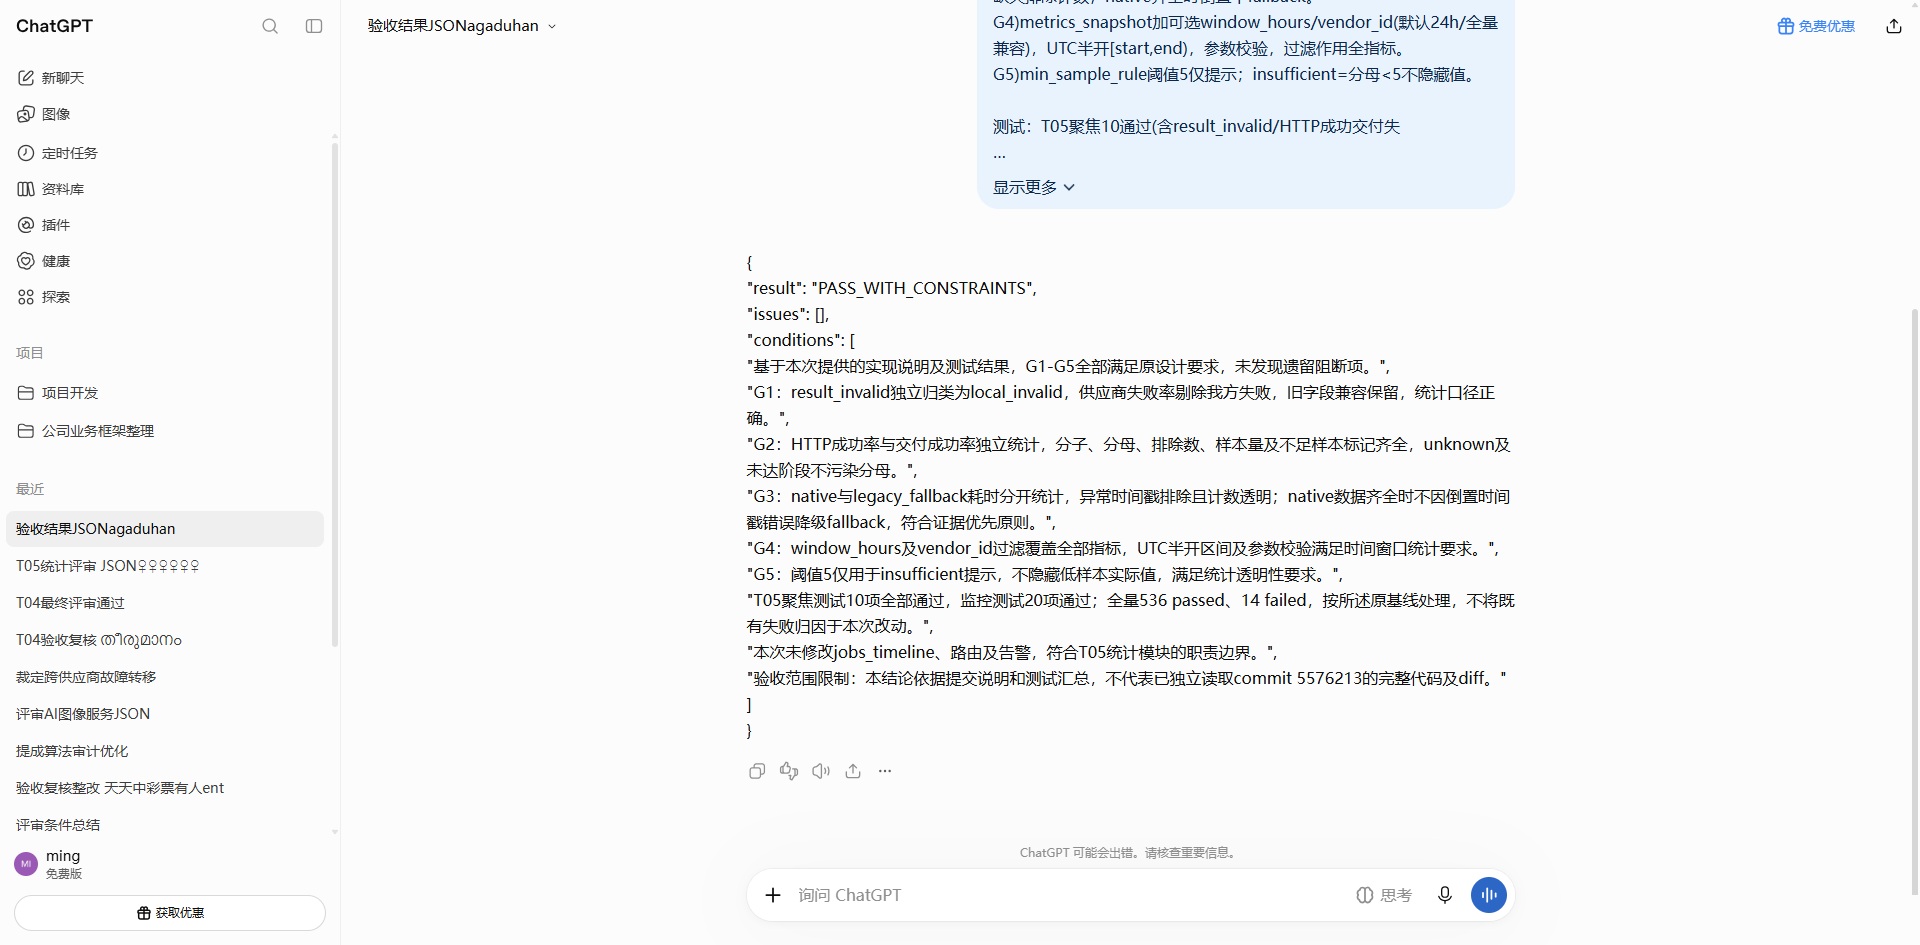 ChatGPT
新聊天
图像
定时任务
资料库
插件
健康
探索
项目
项目开发
公司业务框架整理
最近
验收结果JSONagaduhan
T05统计评审 JSON♀♀♀♀♀♀
T04最终评审通过
T04验收复核 തീരുമാനം
裁定跨供应商故障转移
评审AI图像服务JSON
提成算法审计优化
验收复核整改 天天中彩票有人ent
评审条件总结
MI
ming
免费版
获取优惠
验收结果JSONagaduhan
免费优惠
G4)metrics_snapshot加可选window_hours/vendor_id(默认24h/全量
兼容)，UTC半开[start,end)，参数校验，过滤作用全指标。
G5)min_sample_rule阈值5仅提示；insufficient=分母<5不隐藏值。
测试：T05聚焦10通过(含result_invalid/HTTP成功交付失
...
显示更多
{
"result": "PASS_WITH_CONSTRAINTS",
"issues": [],
"conditions": [
"基于本次提供的实现说明及测试结果，G1-G5全部满足原设计要求，未发现遗留阻断项。",
"G1：result_invalid独立归类为local_invalid，供应商失败率剔除我方失败，旧字段兼容保留，统计口径正
确。",
"G2：HTTP成功率与交付成功率独立统计，分子、分母、排除数、样本量及不足样本标记齐全，unknown及
未达阶段不污染分母。",
"G3：native与legacy_fallback耗时分开统计，异常时间戳排除且计数透明；native数据齐全时不因倒置时间
戳错误降级fallback，符合证据优先原则。",
"G4：window_hours及vendor_id过滤覆盖全部指标，UTC半开区间及参数校验满足时间窗口统计要求。",
"G5：阈值5仅用于insufficient提示，不隐藏低样本实际值，满足统计透明性要求。",
"T05聚焦测试10项全部通过，监控测试20项通过；全量536 passed、14 failed，按所述原基线处理，不将既
有失败归因于本次改动。",
"本次未修改jobs_timeline、路由及告警，符合T05统计模块的职责边界。",
"验收范围限制：本结论依据提交说明和测试汇总，不代表已独立读取commit 5576213的完整代码及diff。"
]
}
ChatGPT 可能会出错。请核查重要信息。
询问 ChatGPT
思考